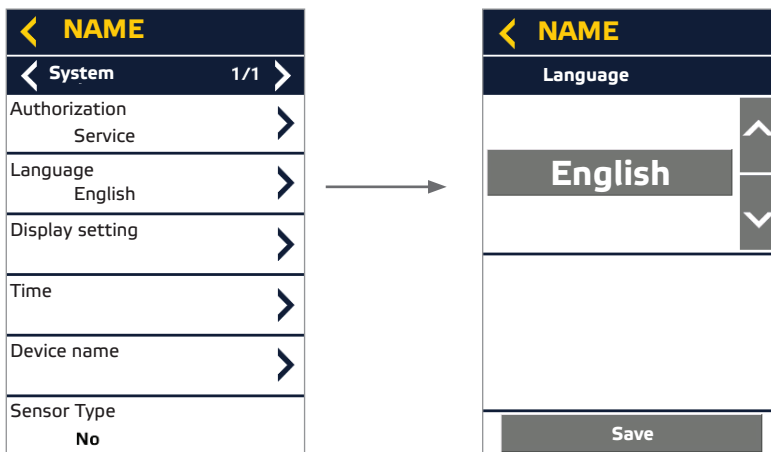 NAME
System 1/1
Authorization
Service
Language
English
Display setting
Time
Device name
Sensor Type
No
NAME
Language
English
Save